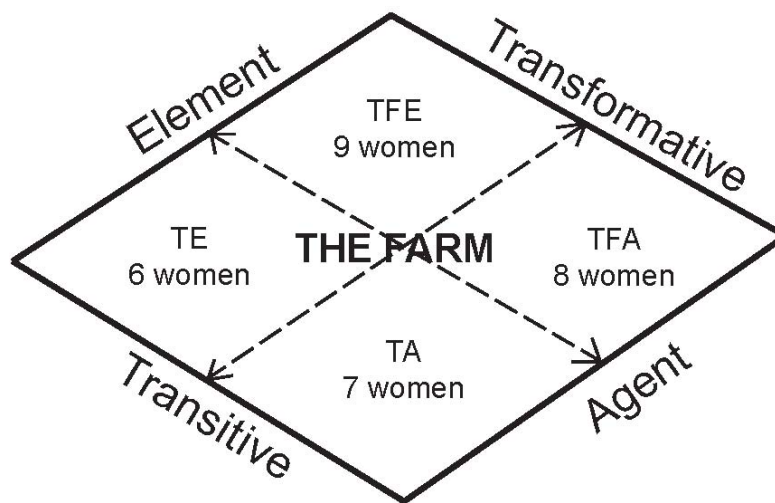 Element
Transformative
TFE
9 women
TE
6 women
THE FARM
TFA
8 women
TA
7 women
Transitive
Agent